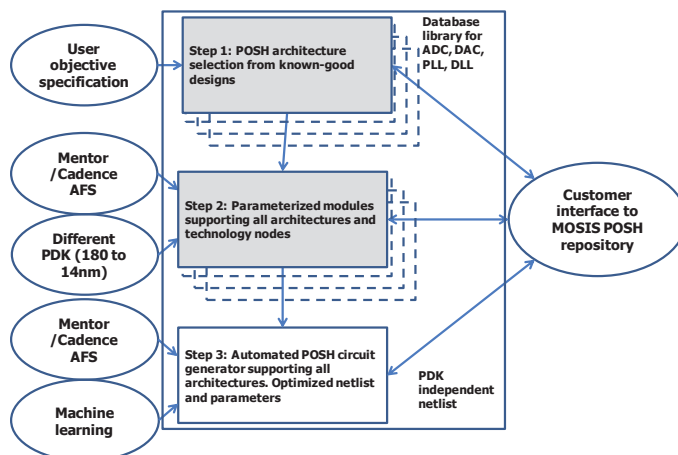 User
objective
specification
Step 1: POSH architecture
selection from known-good
designs
Database
library for
ADC, DAC,
PLL, DLL
Mentor
/Cadence
AFS
Step 2: Parameterized modules
supporting all architectures and
technology nodes
Different
PDK (180 to
14nm)
Customer
interface to
MOSIS POSH
repository
Mentor
/Cadence
AFS
Step 3: Automated POSH circuit
generator supporting all
architectures. Optimized netlist
and parameters
Machine
learning
PDK
independent
netlist